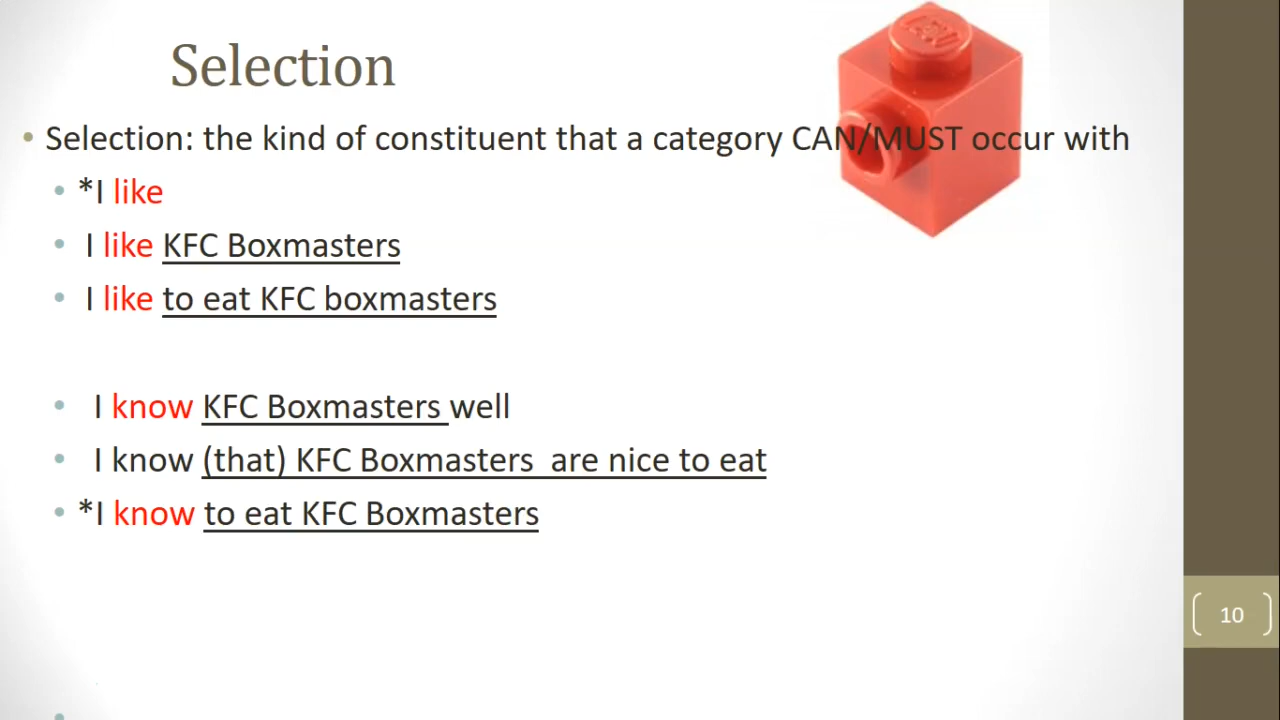 Selection
• Selection: the kind of constituent that a category CAN/MUST occur with
• *I like
• I like KFC Boxmasters
• I like to eat KFC boxmasters
• I know KFC Boxmasters well
• I know (that) KFC Boxmasters are nice to eat
• *I know to eat KFC Boxmasters
10